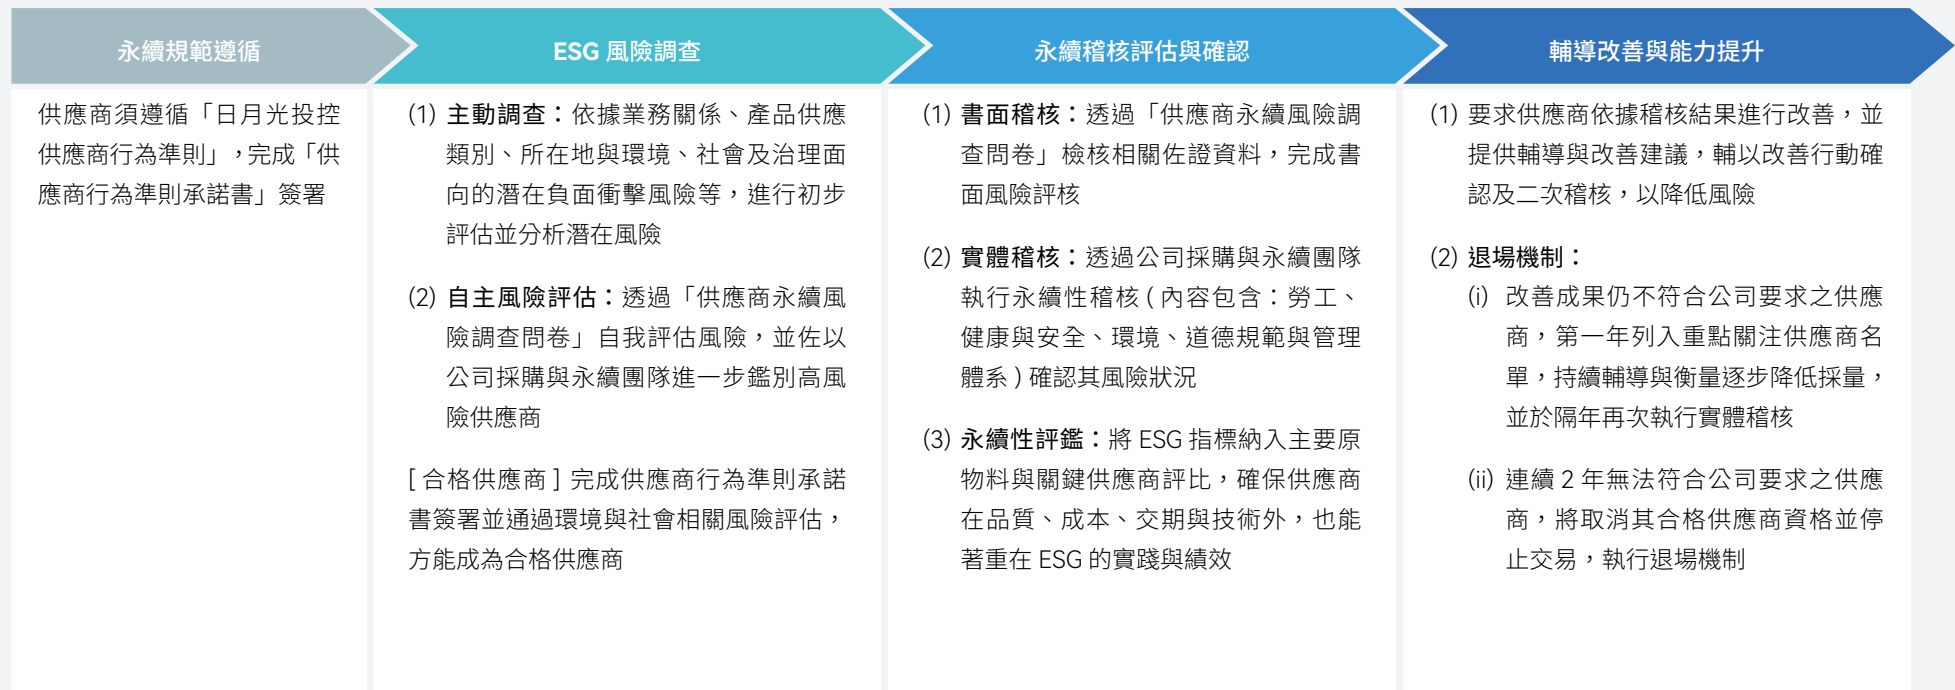 永續規範遵循
供應商須遵循「日月光投控
供應商行為準則」，完成「供
應商行為準則承諾書」簽署
ESG 風險調查
(1) 主動調查：依據業務關係、產品供應
類別、所在地與環境、社會及治理面
向的潛在負面衝擊風險等，進行初步
評估並分析潛在風險
(2) 自主風險評估：透過「供應商永續風
險調查問卷」自我評估風險，並佐以
公司採購與永續團隊進一步鑑別高風
險供應商
[ 合格供應商 ] 完成供應商行為準則承諾
書簽署並通過環境與社會相關風險評估，
方能成為合格供應商
永續稽核評估與確認
(1) 書面稽核：透過「供應商永續風險調
查問卷」檢核相關佐證資料，完成書
面風險評核
(2) 實體稽核：透過公司採購與永續團隊
執行永續性稽核 ( 內容包含：勞工、
健康與安全、環境、道德規範與管理
體系 ) 確認其風險狀況
(3) 永續性評鑑：將 ESG 指標納入主要原
物料與關鍵供應商評比，確保供應商
在品質、成本、交期與技術外，也能
著重在 ESG 的實踐與績效
輔導改善與能力提升
(1) 要求供應商依據稽核結果進行改善，並
提供輔導與改善建議，輔以改善行動確
認及二次稽核，以降低風險
(2) 退場機制：
(i) 改善成果仍不符合公司要求之供應
商，第一年列入重點關注供應商名
單，持續輔導與衡量逐步降低採量，
並於隔年再次執行實體稽核
(ii) 連續 2 年無法符合公司要求之供應
商，將取消其合格供應商資格並停
止交易，執行退場機制